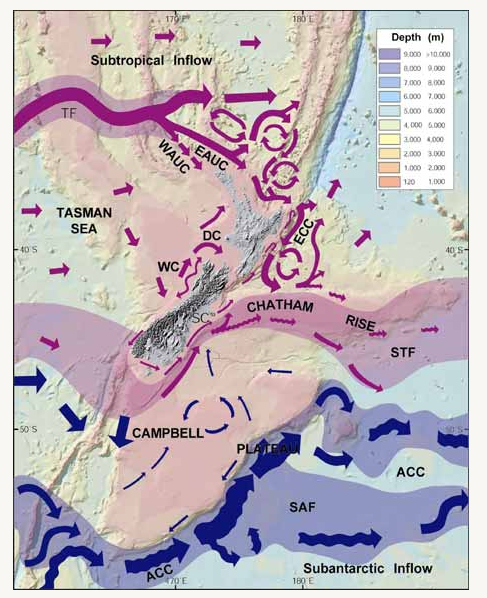 170°E 180°E
Depth (m)
9,000 >10,000
8,000 9,000
7,000 8,000
6,000 7,000
5,000 6,000
4,000 5,000
3,000 4,000
2,000 3,000
1,000 2,000
120 1,000
Subtropical Inflow
TF
WAUC
EAUC
TASMAN
SEA
DC
ECC
40°S 40°S
WC
CHATHAM
RISE
SC
STF
50°S 50°S
CAMPBELL
PLATEAU
ACC
SAF
ACC
Subantarctic Inflow
170°E 180°E